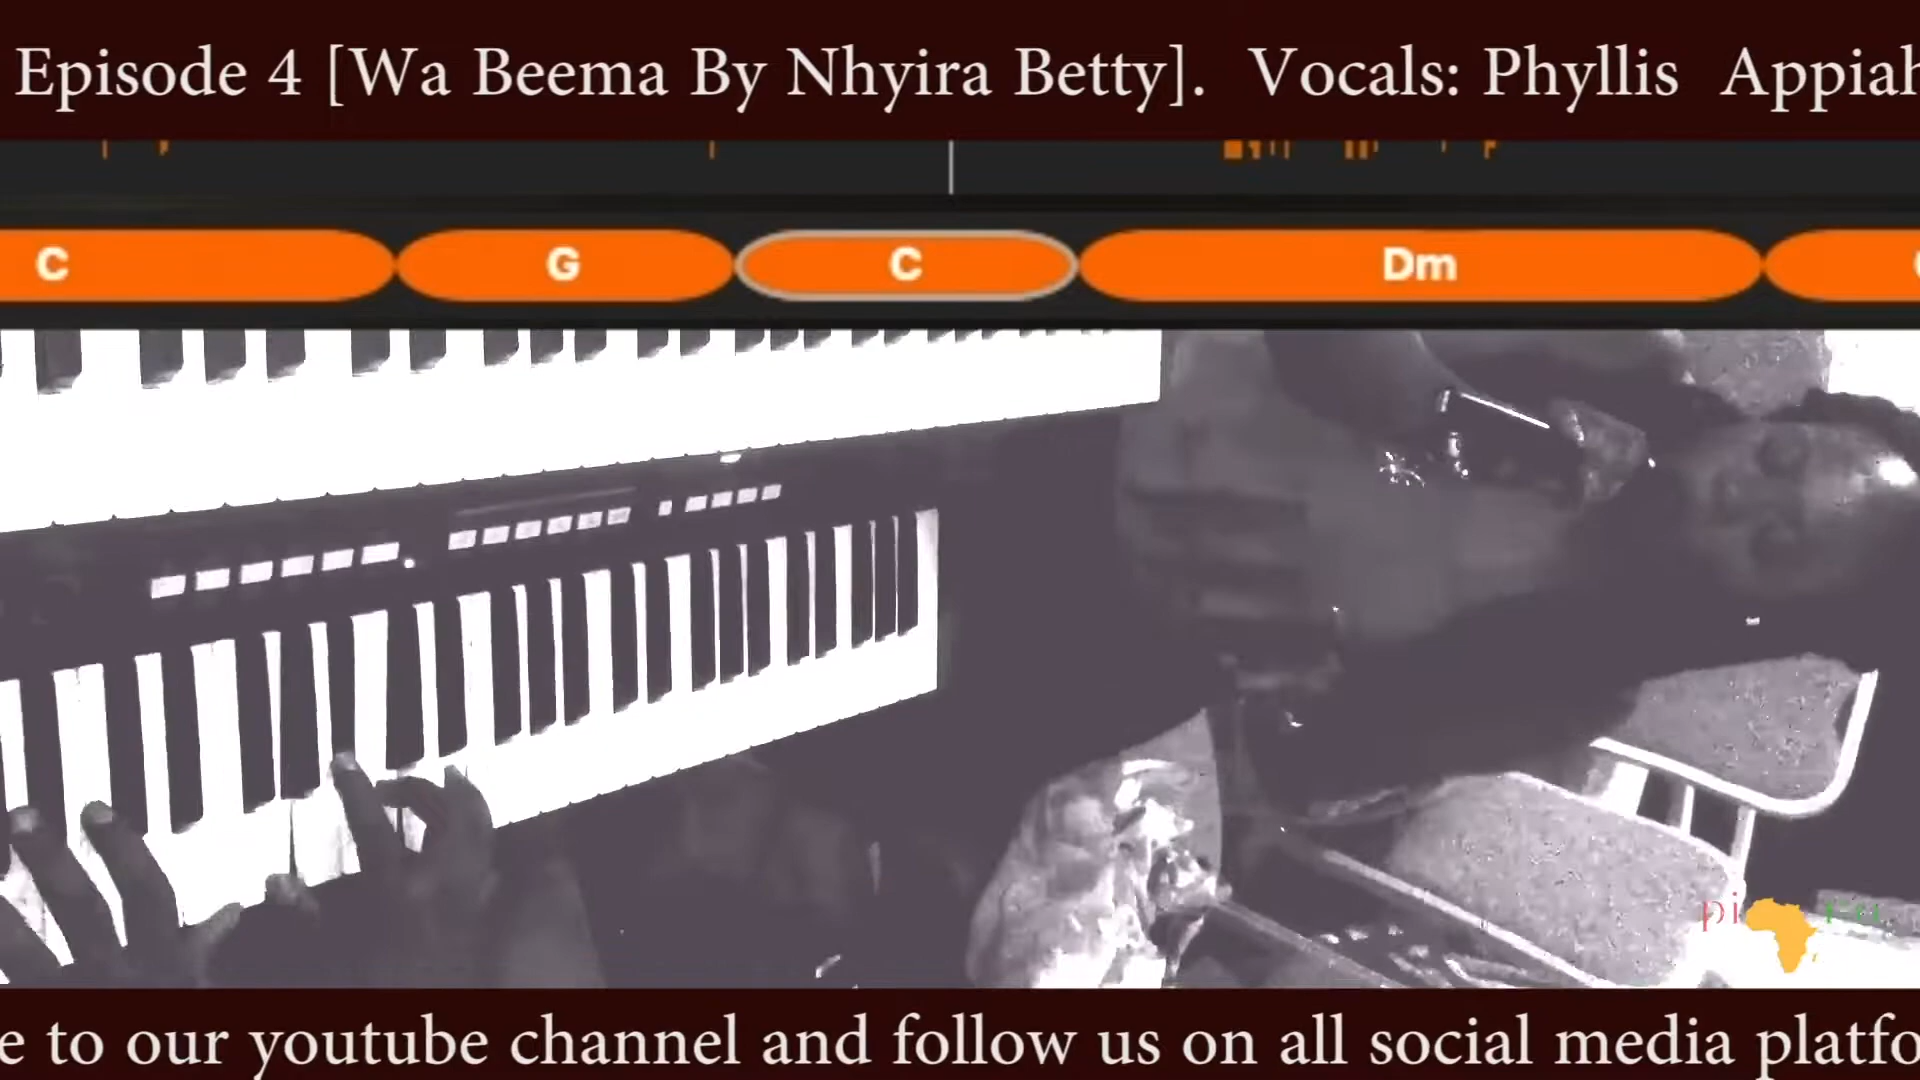 Episode 4 [Wa Beema By Nhyira Betty]. Vocals: Phyllis Appiah
C G C Dm
e to our youtube channel and follow us on all social media platfo